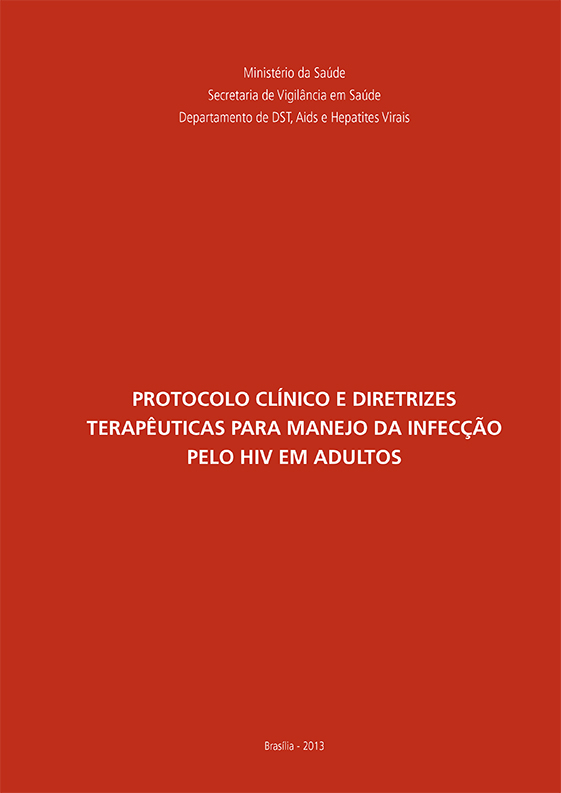 Ministério da Saúde
Secretaria de Vigilância em Saúde
Departamento de DST, Aids e Hepatites Virais
PROTOCOLO CLÍNICO E DIRETRIZES
TERAPÊUTICAS PARA MANEJO DA INFECÇÃO
PELO HIV EM ADULTOS
Brasília - 2013